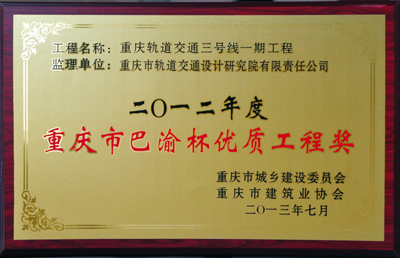 工程名称：重庆轨道交通三号线一期工程
监理单位：重庆市轨道交通设计研究院有限责任公司
二〇一二年度
重庆市巴渝杯优质工程奖
重庆市城乡建设委员会
重庆市建筑业协会
二〇一三年七月